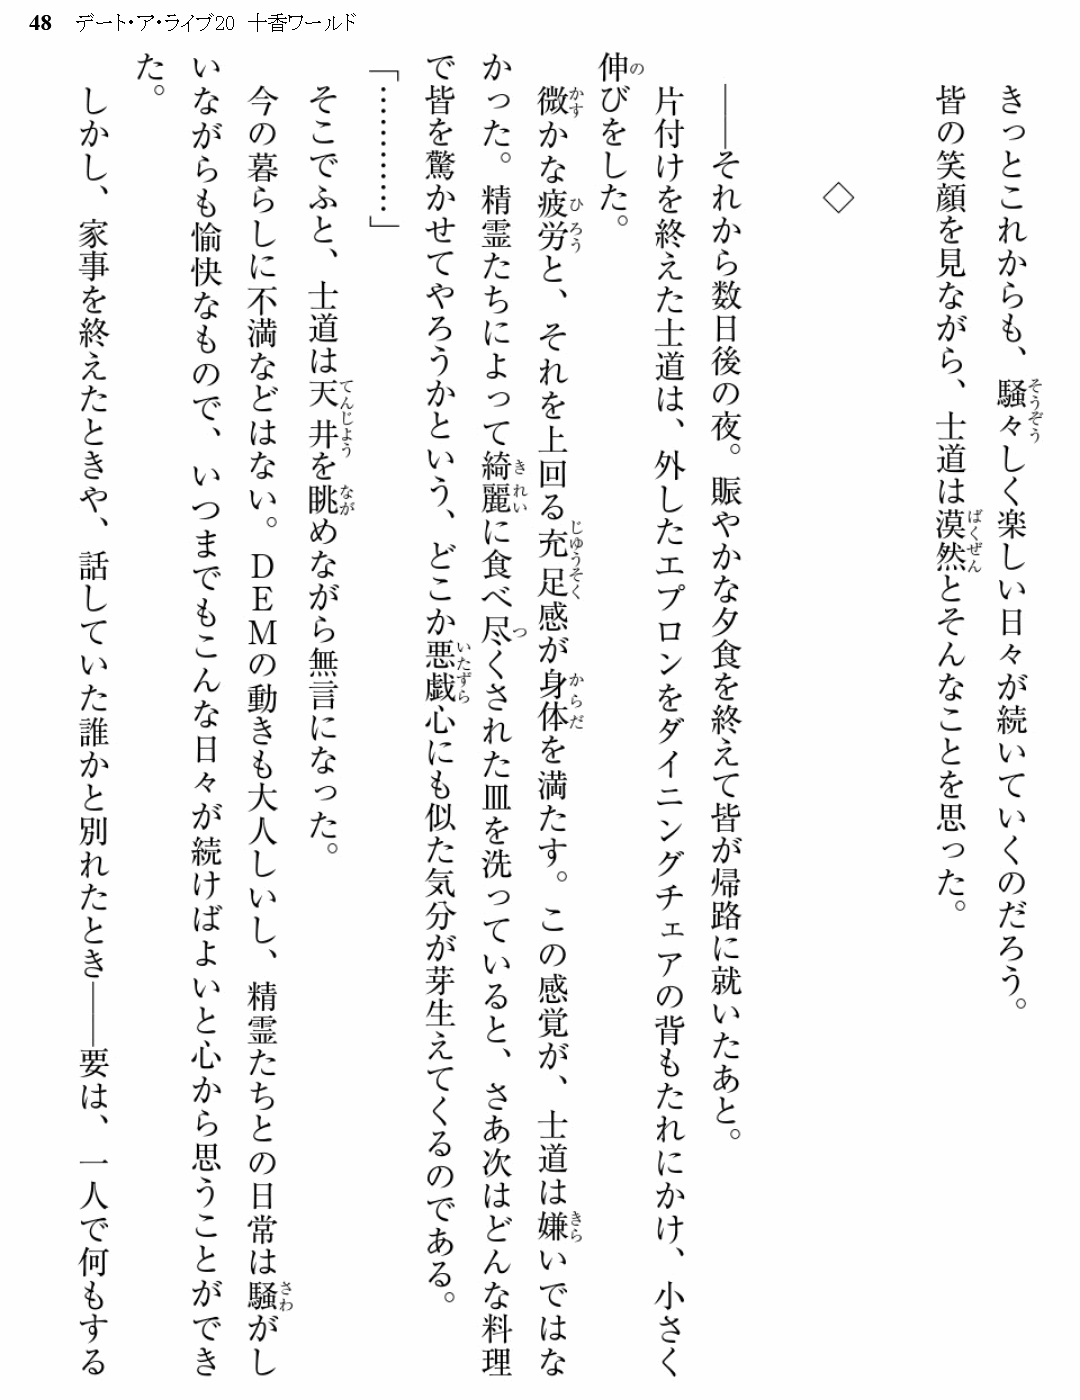 48 デート・ア・ライブ20 十香ワールド
きっとこれからも、騒々しく楽しい日々が続いていくのだろう。
皆の笑顔を見ながら、士道は漠然とそんなことを思った。
◇
――それから数日後の夜。賑やかな夕食を終えて皆が帰路に就いたあと。
片付けを終えた士道は、外したエプロンをダイニングチェアの背もたれにかけ、小さく
伸びをした。
微かな疲労と、それを上回る充足感が身体を満たす。この感覚が、士道は嫌いではな
かった。精霊たちによって綺麗に食べ尽くされた皿を洗っていると、さあ次はどんな料理
で皆を驚かせてやろうかという、どこか悪戯心にも似た気分が芽生えてくるのである。
「…………」
そこでふと、士道は天井を眺めながら無言になった。
今の暮らしに不満などはない。ＤＥＭの動きも大人しいし、精霊たちとの日常は騒がし
いながらも愉快なもので、いつまでもこんな日々が続けばよいと心から思うことができ
た。
しかし、家事を終えたときや、話していた誰かと別れたとき――要は、一人で何もする